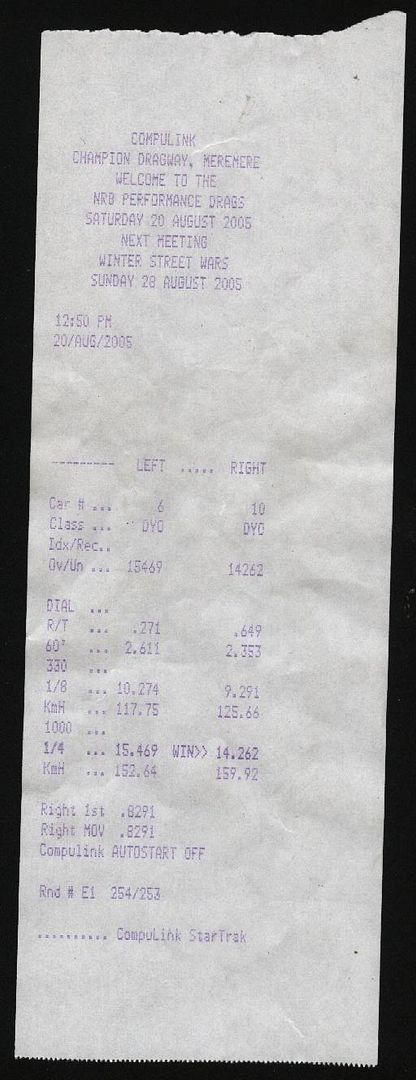 COMPULINK
CHAMPION DRAGWAY, MEREMERE
WELCOME TO THE
NRB PERFORMANCE DRAGS
SATURDAY 20 AUGUST 2005
NEXT MEETING
WINTER STREET WARS
SUNDAY 28 AUGUST 2005
12:50 PM
20/AUG/2005
--------- LEFT ..... RIGHT
Car # ... 6 10
Class ... DYO DYO
Idx/Rec..
Ov/Un ... 15469 14262
DIAL ...
R/T ... .271 .649
60' ... 2.611 2.353
330 ...
1/8 ... 10.274 9.291
KmH ... 117.75 125.66
1000 ...
1/4 ... 15.469 WIN>> 14.262
KmH ... 152.64 159.92
Right 1st .8291
Right MOV .8291
Compulink AUTOSTART OFF
Rnd # E1 254/253
.......... CompuLink StarTrak